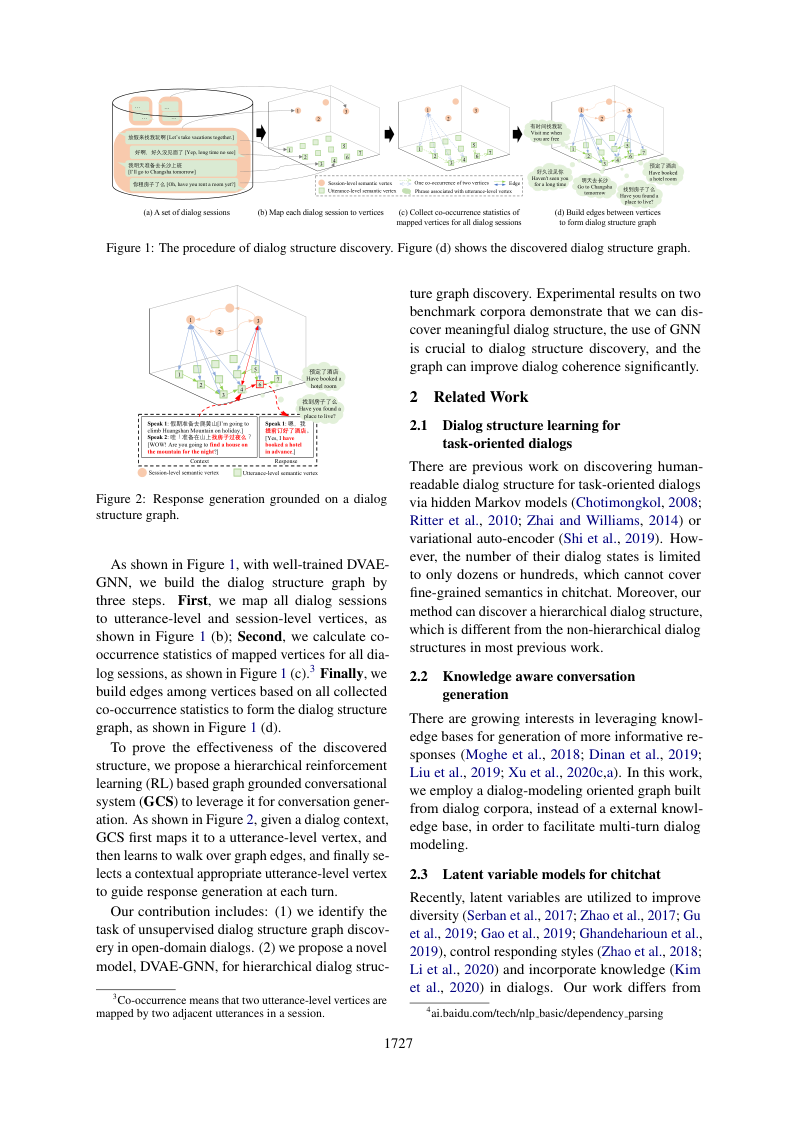 放假来找我玩啊 [Let's take vacations together.]
好啊，好久没见面了 [Yep, long time no see]
我明天准备去长沙上班
[I'll go to Changsha tomorrow]
你租房子了么 [Oh, have you rent a room yet?]
有时间找我玩
Visit me when
you are free
好久没见你
Haven't seen you
for a long time
明天去长沙
Go to Changsha
tomorrow
找到房子了么
Have you found a
place to live?
预定了酒店
Have booked
a hotel room
Session-level semantic vertex
One co-occurrence of two vertices
Edge
Utterance-level semantic vertex
Phrase associated with utterance-level vertex
(a) A set of dialog sessions
(b) Map each dialog session to vertices
(c) Collect co-occurrence statistics of
mapped vertices for all dialog sessions
(d) Build edges between vertices
to form dialog structure graph
Figure 1: The procedure of dialog structure discovery. Figure (d) shows the discovered dialog structure graph.
预定了酒店
Have booked a
hotel room
找到房子了么
Have you found a
place to live?
Speak 1: 假期准备去爬黄山[I'm going to
climb Huangshan Mountain on holiday.]
Speak 2: 哇！准备在山上找房子过夜么？
[WOW! Are you going to find a house on
the mountain for the night?]
Context
Speak 1: 嗯，我
提前订好了酒店。
[Yes, I have
booked a hotel
in advance.]
Response
Session-level semantic vertex
Utterance-level semantic vertex
Figure 2: Response generation grounded on a dialog
structure graph.
As shown in Figure 1, with well-trained DVAE-
GNN, we build the dialog structure graph by
three steps. First, we map all dialog sessions
to utterance-level and session-level vertices, as
shown in Figure 1 (b); Second, we calculate co-
occurrence statistics of mapped vertices for all dia-
log sessions, as shown in Figure 1 (c).3 Finally, we
build edges among vertices based on all collected
co-occurrence statistics to form the dialog structure
graph, as shown in Figure 1 (d).
To prove the effectiveness of the discovered
structure, we propose a hierarchical reinforcement
learning (RL) based graph grounded conversational
system (GCS) to leverage it for conversation gener-
ation. As shown in Figure 2, given a dialog context,
GCS first maps it to a utterance-level vertex, and
then learns to walk over graph edges, and finally se-
lects a contextual appropriate utterance-level vertex
to guide response generation at each turn.
Our contribution includes: (1) we identify the
task of unsupervised dialog structure graph discov-
ery in open-domain dialogs. (2) we propose a novel
model, DVAE-GNN, for hierarchical dialog struc-
3Co-occurrence means that two utterance-level vertices are
mapped by two adjacent utterances in a session.
ture graph discovery. Experimental results on two
benchmark corpora demonstrate that we can dis-
cover meaningful dialog structure, the use of GNN
is crucial to dialog structure discovery, and the
graph can improve dialog coherence significantly.
2 Related Work
2.1 Dialog structure learning for
task-oriented dialogs
There are previous work on discovering human-
readable dialog structure for task-oriented dialogs
via hidden Markov models (Chotimongkol, 2008;
Ritter et al., 2010; Zhai and Williams, 2014) or
variational auto-encoder (Shi et al., 2019). How-
ever, the number of their dialog states is limited
to only dozens or hundreds, which cannot cover
fine-grained semantics in chitchat. Moreover, our
method can discover a hierarchical dialog structure,
which is different from the non-hierarchical dialog
structures in most previous work.
2.2 Knowledge aware conversation
generation
There are growing interests in leveraging knowl-
edge bases for generation of more informative re-
sponses (Moghe et al., 2018; Dinan et al., 2019;
Liu et al., 2019; Xu et al., 2020c,a). In this work,
we employ a dialog-modeling oriented graph built
from dialog corpora, instead of a external knowl-
edge base, in order to facilitate multi-turn dialog
modeling.
2.3 Latent variable models for chitchat
Recently, latent variables are utilized to improve
diversity (Serban et al., 2017; Zhao et al., 2017; Gu
et al., 2019; Gao et al., 2019; Ghandeharioun et al.,
2019), control responding styles (Zhao et al., 2018;
Li et al., 2020) and incorporate knowledge (Kim
et al., 2020) in dialogs. Our work differs from
4ai.baidu.com/tech/nlp_basic/dependency_parsing
1727